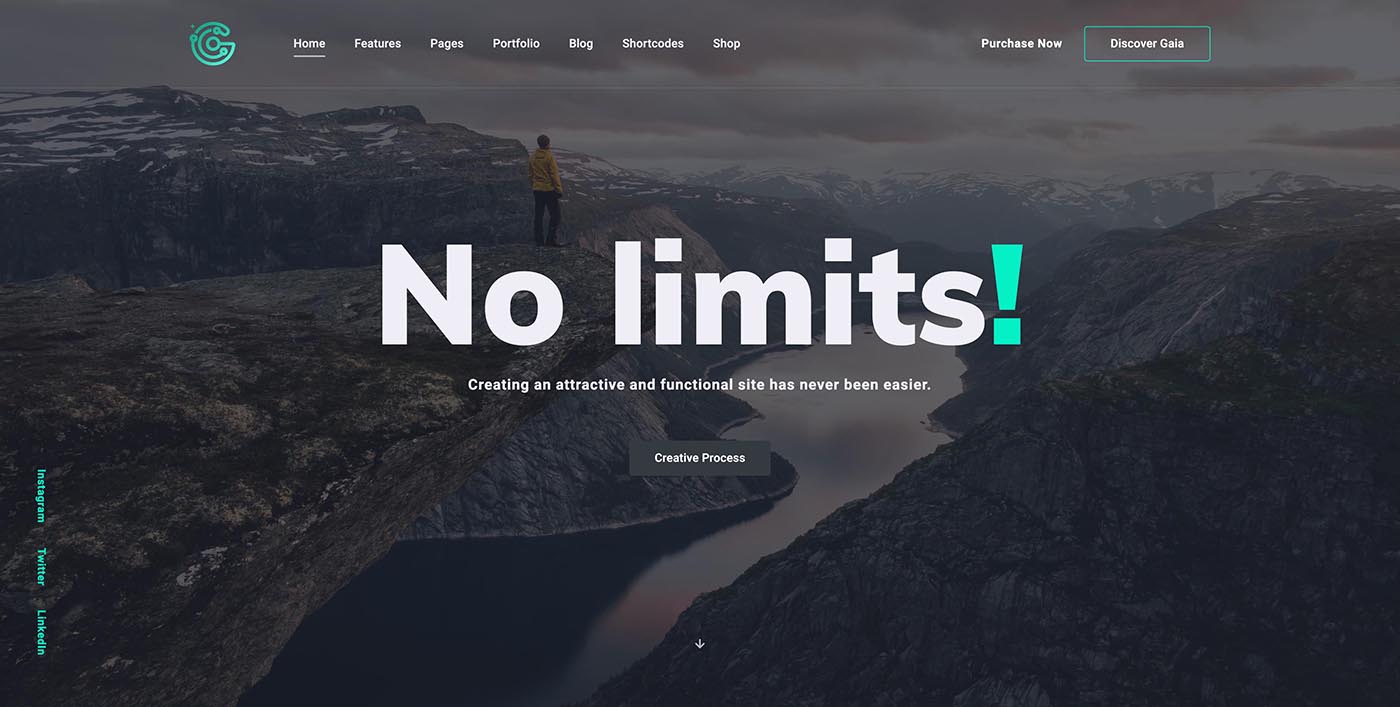 Home Features Pages Portfolio Blog Shortcodes Shop Purchase Now Discover Gaia
No limits!
Creating an attractive and functional site has never been easier.
Creative Process
Instagram
Twitter
LinkedIn